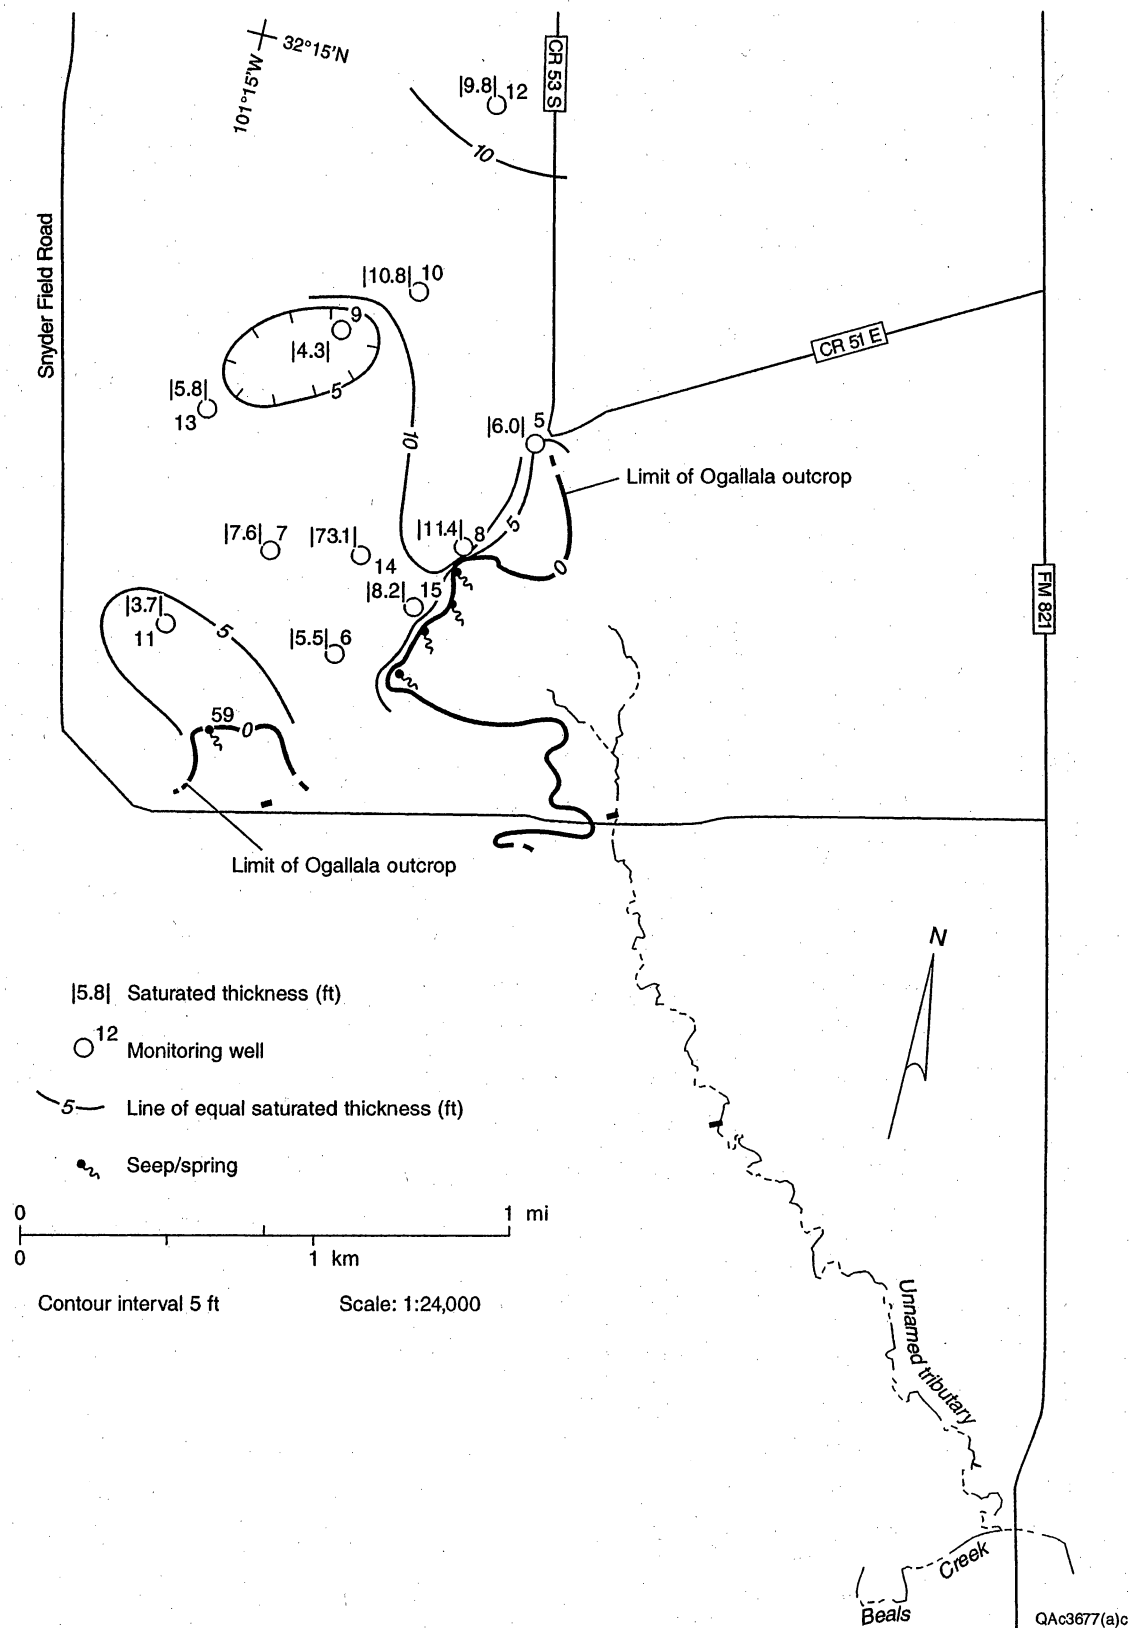 32°15'N
101°15'W
CR 53 S
|9.8| 12
10
Snyder Field Road
|10.8| 10
9
|4.3|
5
|5.8|
13
CR 51 E
|6.0| 5
10
Limit of Ogallala outcrop
5
|7.6| 7
|73.1|
14
|11.4| 8
0
|8.2| 15
FM 821
|3.7|
11
5
|5.5| 6
59
0
Limit of Ogallala outcrop
N
|5.8| Saturated thickness (ft)
12 Monitoring well
5 Line of equal saturated thickness (ft)
Seep/spring
0 1 mi
0 1 km
Contour interval 5 ft Scale: 1:24,000
Unnamed tributary
Beals Creek
QAc3677(a)c